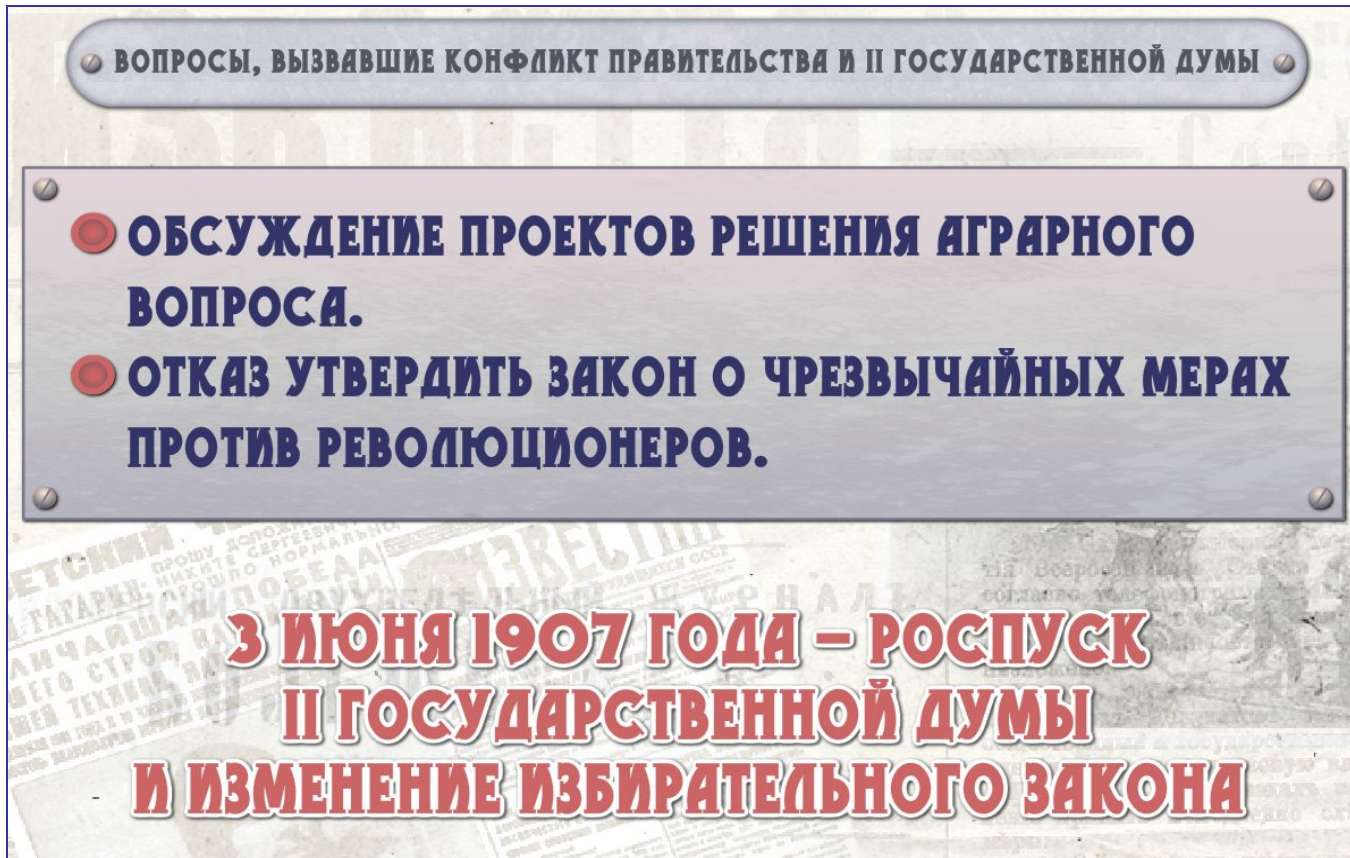 ВОПРОСЫ, ВЫЗВАВШИЕ КОНФЛИКТ ПРАВИТЕЛЬСТВА И II ГОСУДАРСТВЕННОЙ ДУМЫ
ОБСУЖДЕНИЕ ПРОЕКТОВ РЕШЕНИЯ АГРАРНОГО
ВОПРОСА.
ОТКАЗ УТВЕРДИТЬ ЗАКОН О ЧРЕЗВЫЧАЙНЫХ МЕРАХ
ПРОТИВ РЕВОЛЮЦИОНЕРОВ.
ИЗВЕСТИЯ
3 ИЮНЯ 1907 ГОДА – РОСПУСК
II ГОСУДАРСТВЕННОЙ ДУМЫ
И ИЗМЕНЕНИЕ ИЗБИРАТЕЛЬНОГО ЗАКОНА